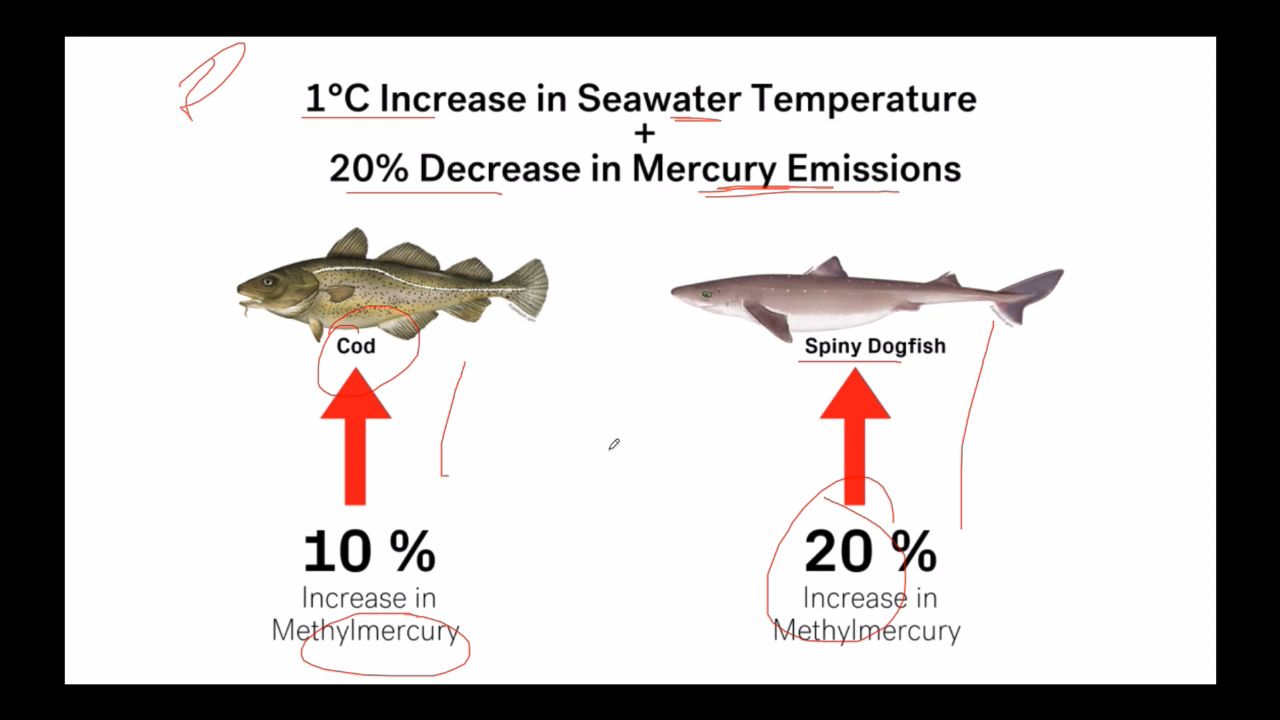 1°C Increase in Seawater Temperature
+
20% Decrease in Mercury Emissions
Cod
Spiny Dogfish
10 %
Increase in
Methylmercury
20 %
Increase in
Methylmercury